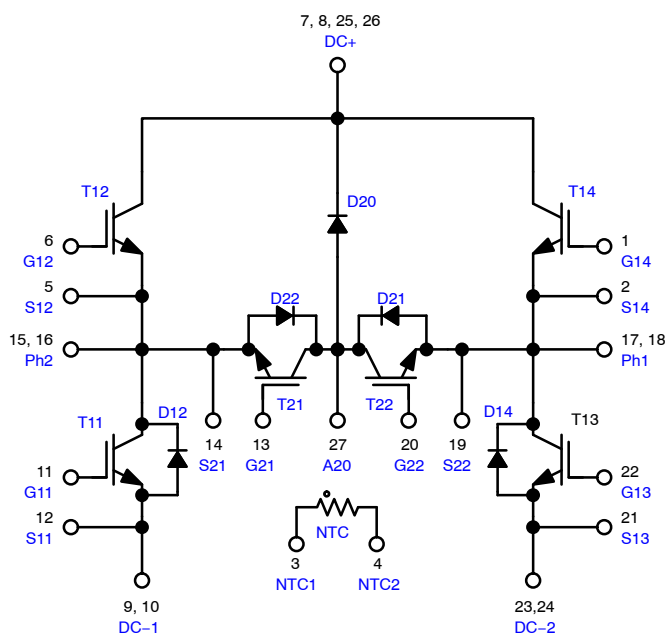 7, 8, 25, 26
DC+
T12
T14
D20
6
G12
1
G14
5
S12
2
S14
D22
D21
15, 16
Ph2
17, 18
Ph1
T21
T22
T11
D12
D14
T13
14
S21
13
G21
27
A20
20
G22
19
S22
11
G11
22
G13
12
S11
21
S13
NTC
3
NTC1
4
NTC2
9, 10
DC−1
23,24
DC−2